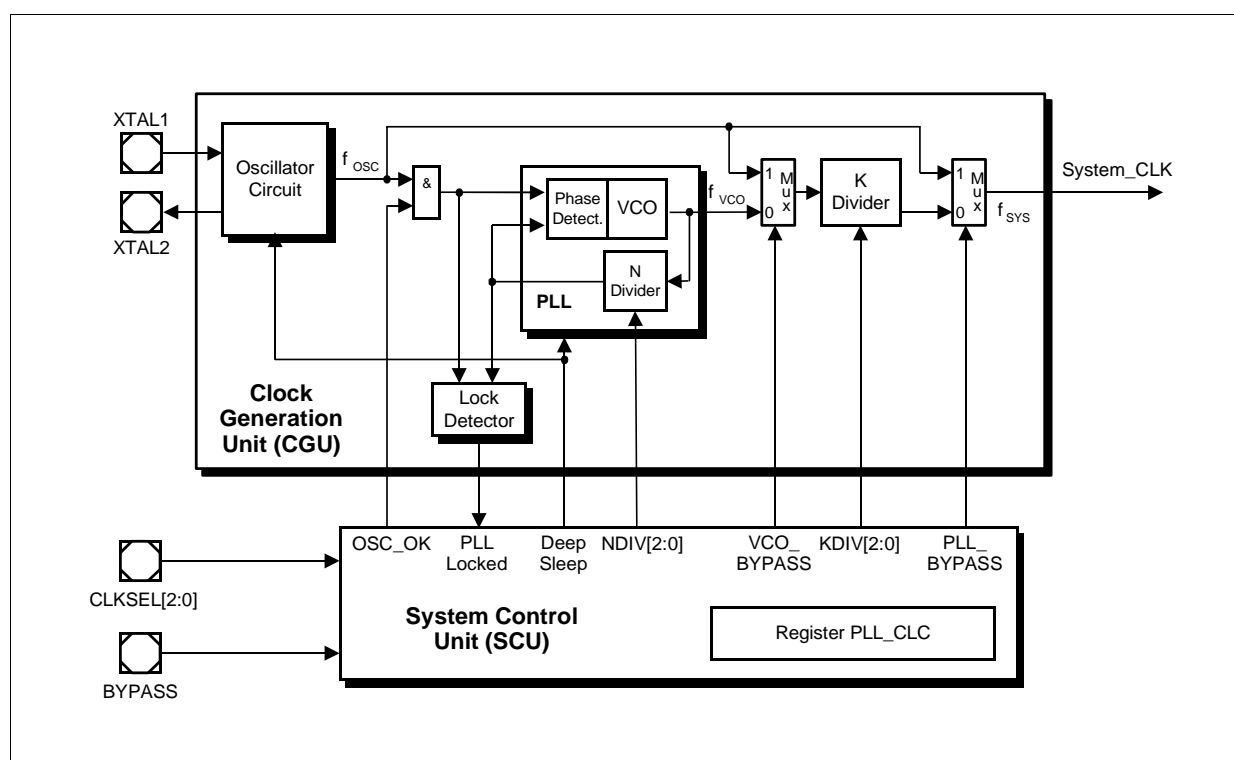 XTAL1
XTAL2
Oscillator
Circuit
f OSC
&
Phase
Detect.
VCO
f VCO
N
Divider
PLL
1
0
M
u
x
K
Divider
1
0
M
u
x
System_CLK
f SYS
Lock
Detector
Clock
Generation
Unit (CGU)
OSC_OK
PLL
Locked
Deep
Sleep
NDIV[2:0]
VCO_
BYPASS
KDIV[2:0]
PLL_
BYPASS
CLKSEL[2:0]
BYPASS
System Control
Unit (SCU)
Register PLL_CLC